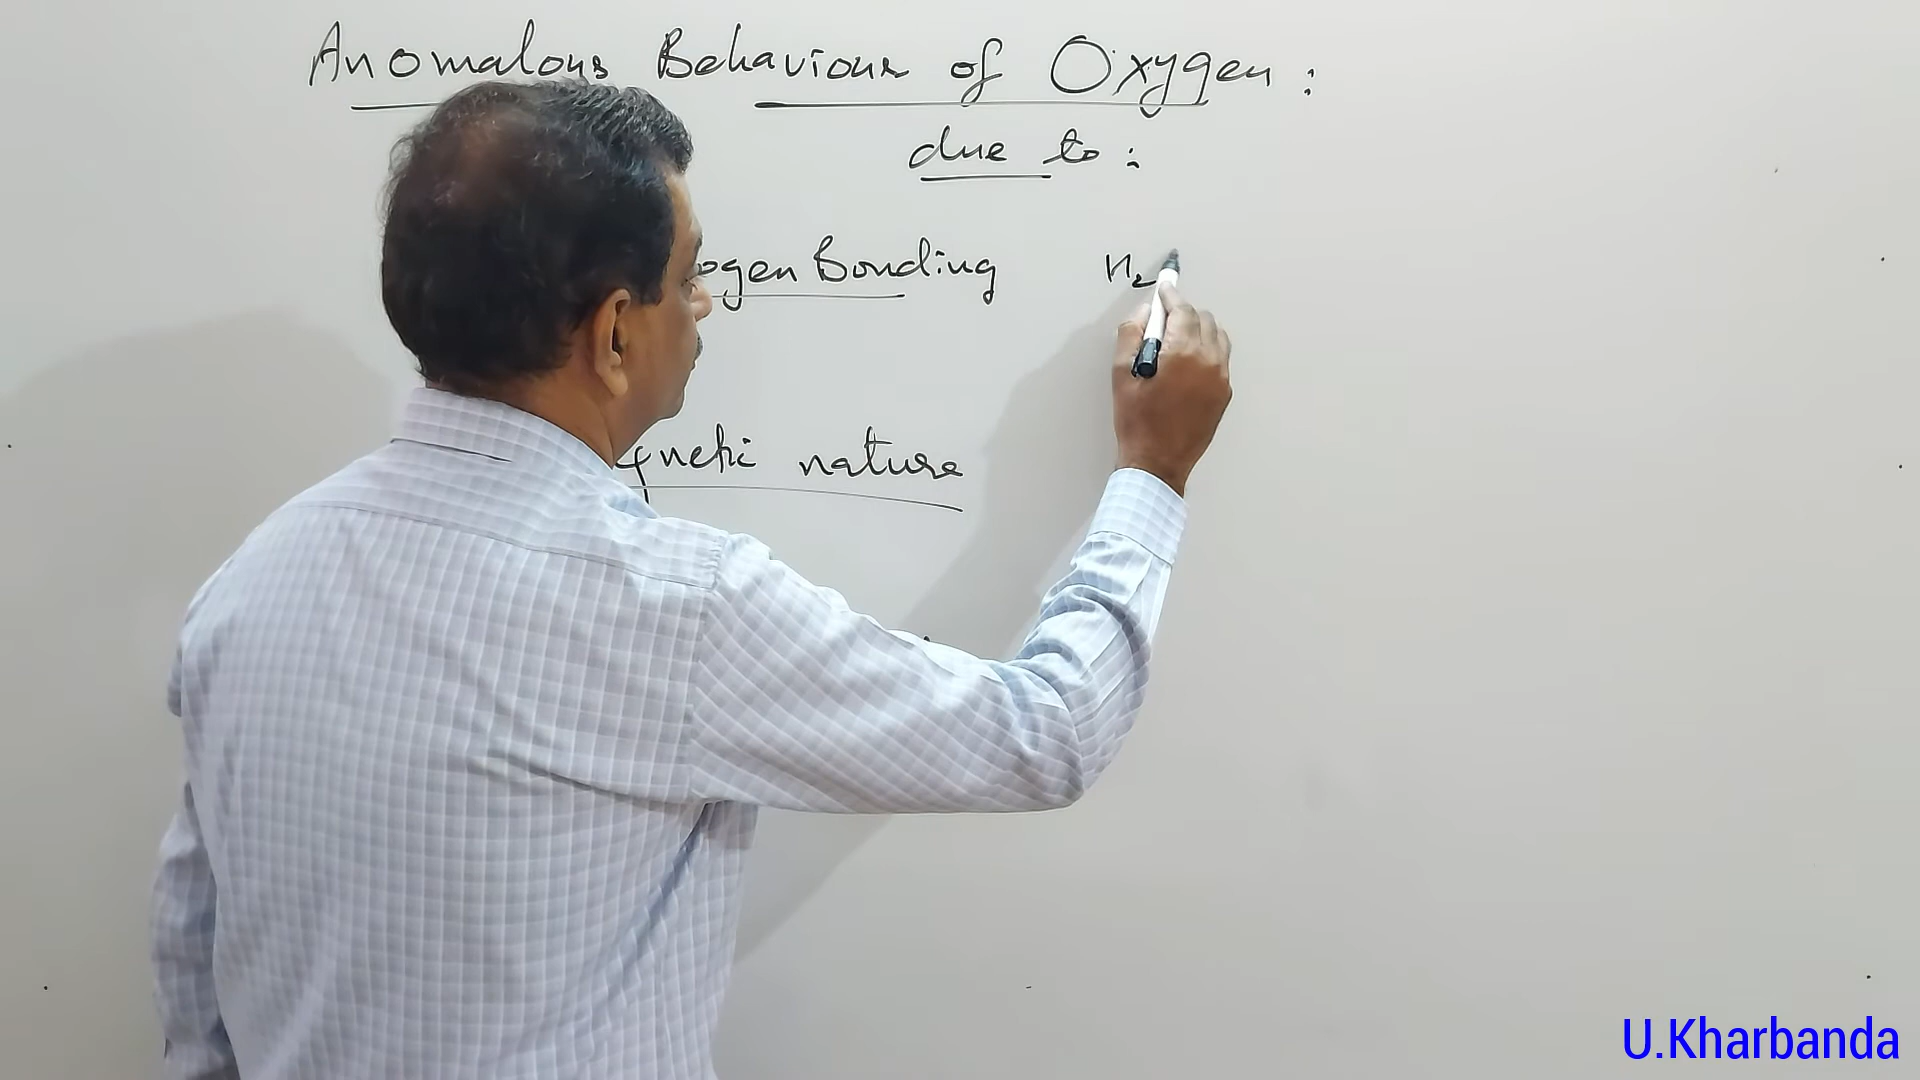 Anomalous Behaviour of Oxygen :
due to :
ogen Bonding H₂
gnetic nature
U.Kharbanda